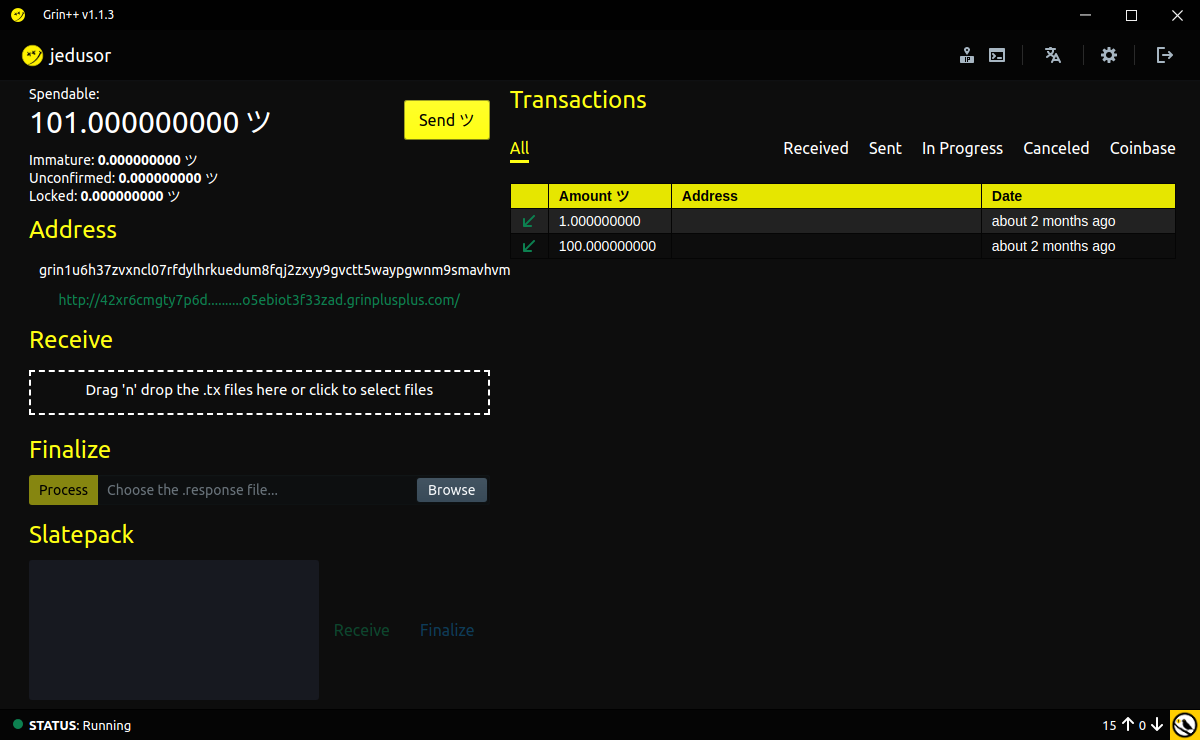 Grin++ v1.1.3
jedusor
Spendable:
101.000000000 ツ
Send ツ
Immature: 0.000000000 ツ
Unconfirmed: 0.000000000 ツ
Locked: 0.000000000 ツ
Address
grin1u6h37zvxncl07rfdylhrkuedum8fqj2zxyy9gvctt5waypgwnm9smavhvm
http://42xr6cmgty7p6d..........o5ebiot3f33zad.grinplusplus.com/
Receive
Drag 'n' drop the .tx files here or click to select files
Finalize
Process Choose the .response file... Browse
Slatepack
Receive Finalize
Transactions
All Received Sent In Progress Canceled Coinbase
Amount ツ Address Date
1.000000000 about 2 months ago
100.000000000 about 2 months ago
STATUS: Running
15 0